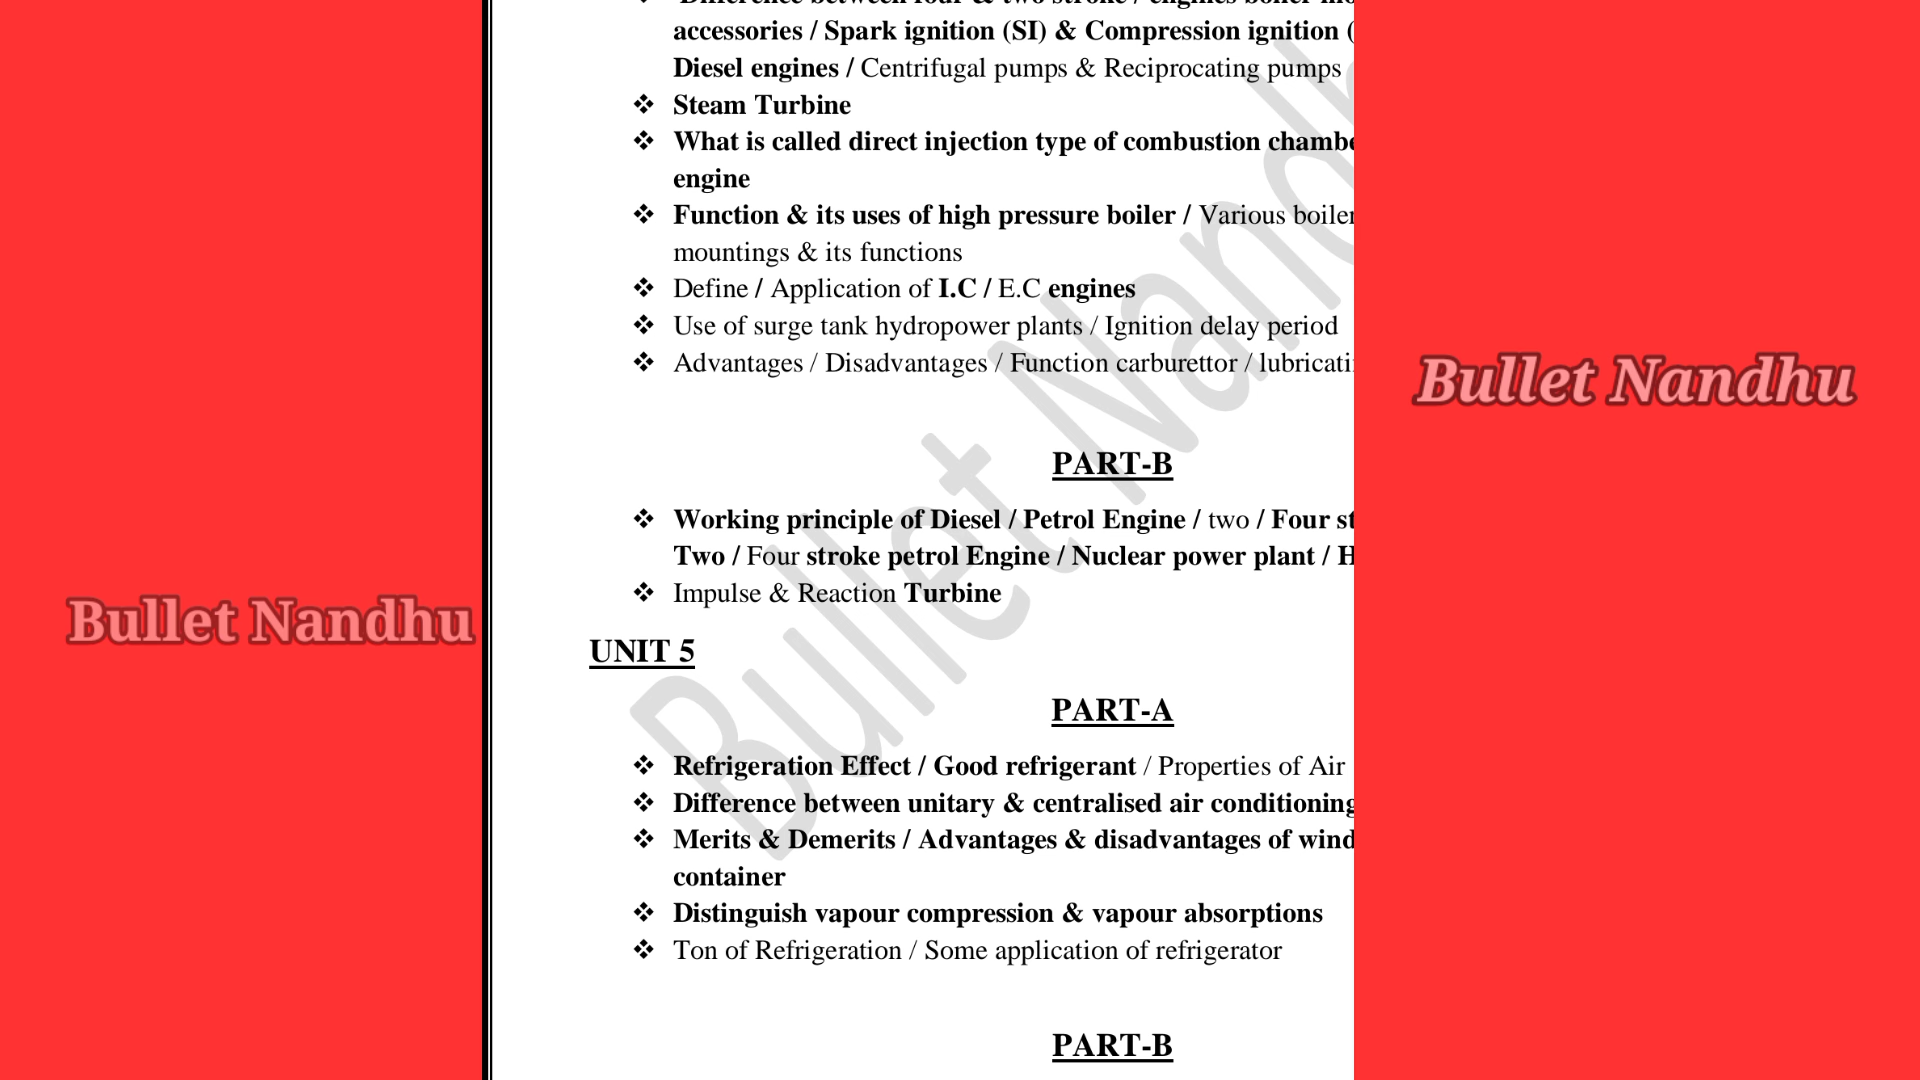 accessories / Spark ignition (SI) & Compression ignition (
Diesel engines / Centrifugal pumps & Reciprocating pumps
❖ Steam Turbine
❖ What is called direct injection type of combustion chambe
engine
❖ Function & its uses of high pressure boiler / Various boiler
mountings & its functions
❖ Define / Application of I.C / E.C engines
❖ Use of surge tank hydropower plants / Ignition delay period
❖ Advantages / Disadvantages / Function carburettor / lubricati
PART-B
❖ Working principle of Diesel / Petrol Engine / two / Four st
Two / Four stroke petrol Engine / Nuclear power plant / H
❖ Impulse & Reaction Turbine
UNIT 5
PART-A
❖ Refrigeration Effect / Good refrigerant / Properties of Air
❖ Difference between unitary & centralised air conditioning
❖ Merits & Demerits / Advantages & disadvantages of wind
container
❖ Distinguish vapour compression & vapour absorptions
❖ Ton of Refrigeration / Some application of refrigerator
PART-B
Bullet Nandhu
Bullet Nandhu
Bullet Nandh